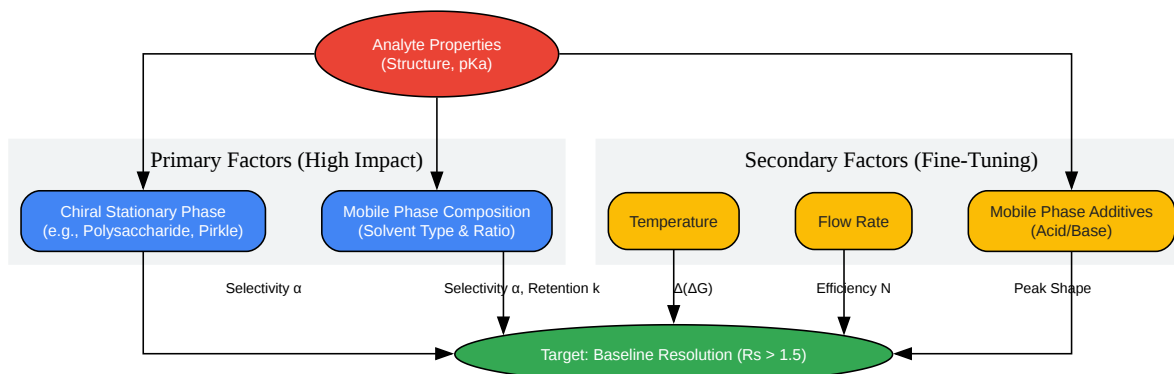 Analyte Properties
(Structure, pKa)
Primary Factors (High Impact)
Secondary Factors (Fine-Tuning)
Chiral Stationary Phase
(e.g., Polysaccharide, Pirkle)
Mobile Phase Composition
(Solvent Type & Ratio)
Temperature
Flow Rate
Mobile Phase Additives
(Acid/Base)
Selectivity α
Selectivity α, Retention k
Δ(ΔG)
Efficiency N
Peak Shape
Target: Baseline Resolution (Rs > 1.5)